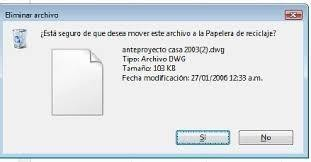 Eliminar archivo
¿Está seguro de que desea mover este archivo a la Papelera de reciclaje?
anteproyecto casa 2003(2).dwg
Tipo: Archivo DWG
Tamaño: 103 KB
Fecha modificación: 27/01/2006 12:33 a.m.
Sí
No